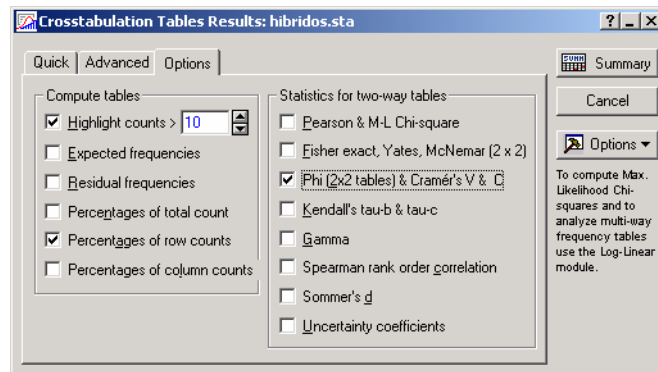 Crosstabulation Tables Results: hibridos.sta
Quick
Advanced
Options
Compute tables
Highlight counts > 10
Expected frequencies
Residual frequencies
Percentages of total count
Percentages of row counts
Percentages of column counts
Statistics for two-way tables
Pearson & M-L Chi-square
Fisher exact, Yates, McNemar (2 x 2)
Phi (2x2 tables) & Cramér's V & C
Kendall's tau-b & tau-c
Gamma
Spearman rank order correlation
Sommer's d
Uncertainty coefficients
SUMM Summary
Cancel
Options
To compute Max.
Likelihood Chi-
squares and to
analyze multi-way
frequency tables
use the Log-Linear
module.